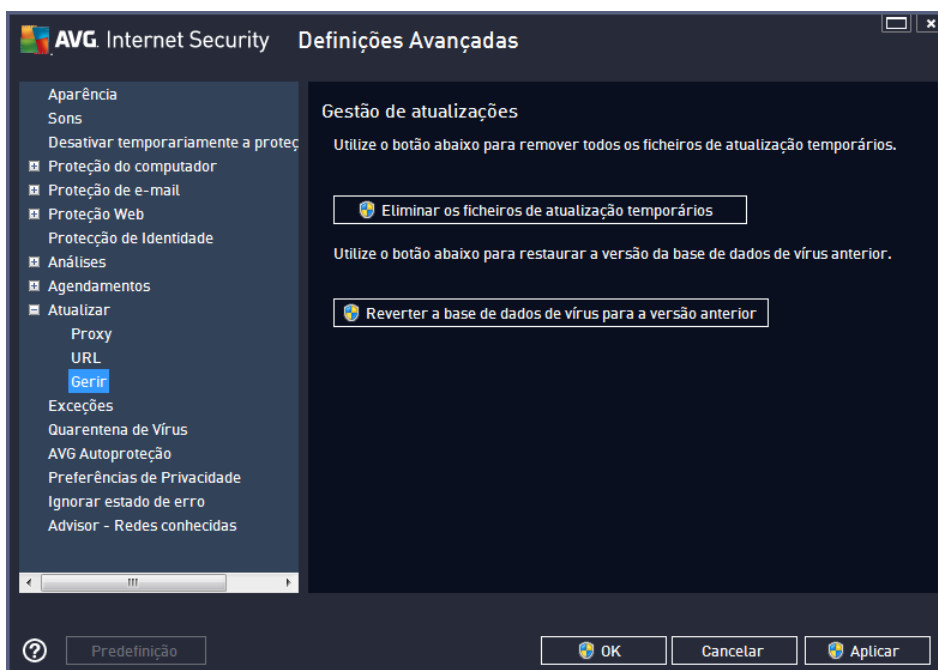 AVG. Internet Security Definições Avançadas
Aparência
Sons
Desativar temporariamente a proteç
Proteção do computador
Proteção de e-mail
Proteção Web
Protecção de Identidade
Análises
Agendamentos
Atualizar
Proxy
URL
Gerir
Exceções
Quarentena de Vírus
AVG Autoproteção
Preferências de Privacidade
Ignorar estado de erro
Advisor - Redes conhecidas
Gestão de atualizações
Utilize o botão abaixo para remover todos os ficheiros de atualização temporários.
Eliminar os ficheiros de atualização temporários
Utilize o botão abaixo para restaurar a versão da base de dados de vírus anterior.
Reverter a base de dados de vírus para a versão anterior
Predefinição
OK
Cancelar
Aplicar